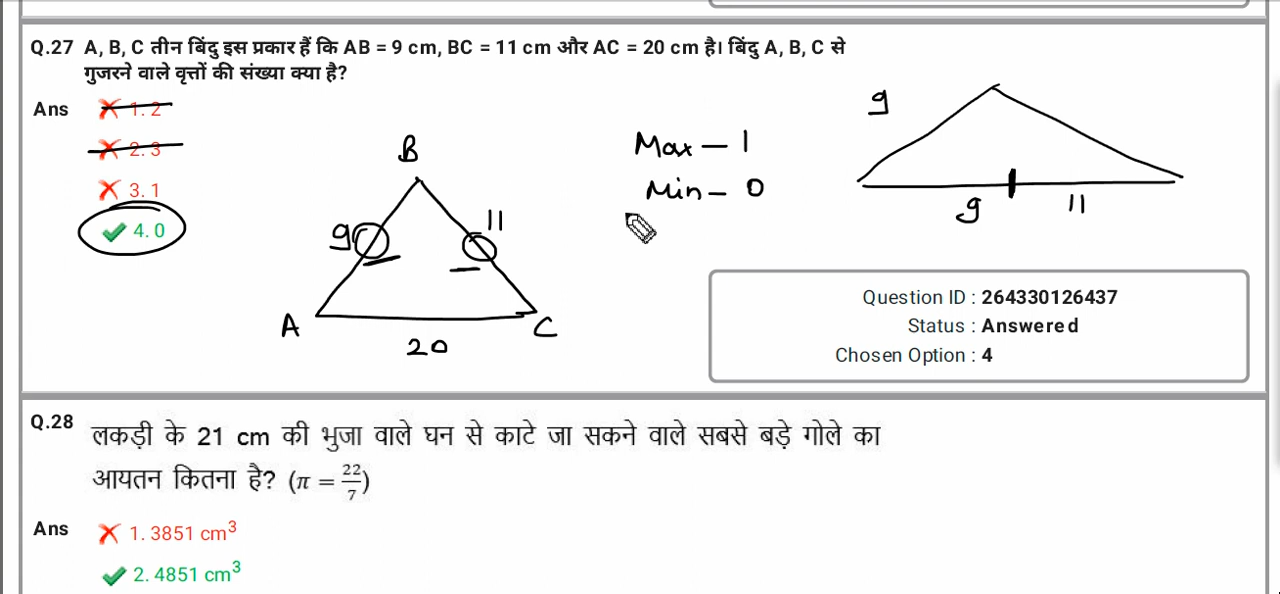 Q.27 A, B, C तीन बिंदु इस प्रकार हैं कि AB = 9 cm, BC = 11 cm और AC = 20 cm है। बिंदु A, B, C से
गुजरने वाले वृत्तों की संख्या क्या है?
Ans 1. 2
2. 3
3. 1
4. 0
B
9
11
A
C
20
Max - 1
Min - 0
9
9
11
Question ID : 264330126437
Status : Answered
Chosen Option : 4
Q.28 लकड़ी के 21 cm की भुजा वाले घन से काटे जा सकने वाले सबसे बड़े गोले का
आयतन कितना है? (π = 22/7)
Ans 1. 3851 cm³
2. 4851 cm³